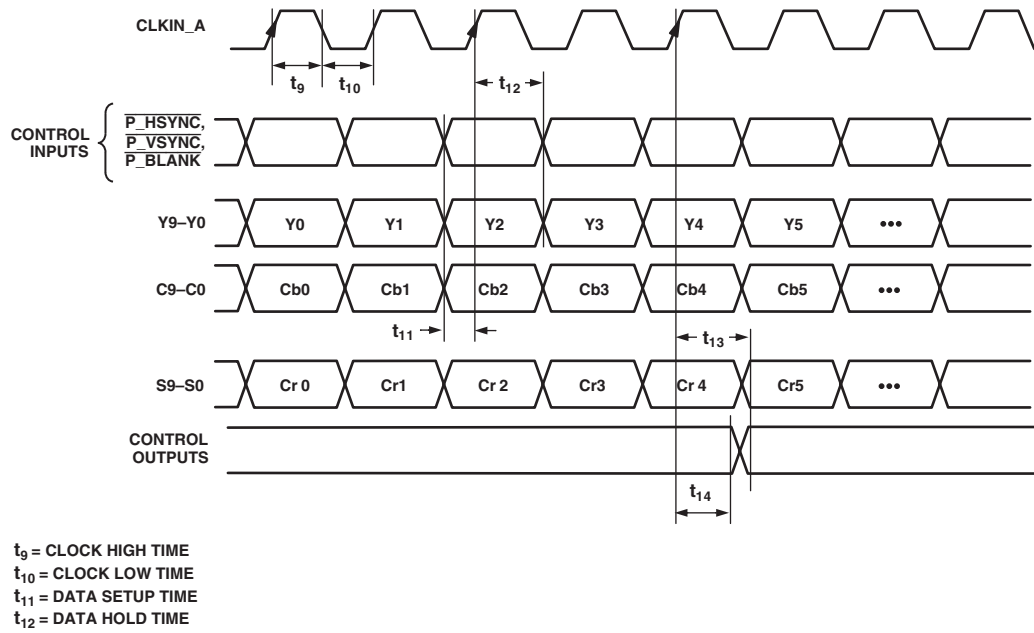 CLKIN_A
t9
t10
t12
CONTROL INPUTS
P_HSYNC,
P_VSYNC,
P_BLANK
Y9–Y0
Y0
Y1
Y2
Y3
Y4
Y5
•••
C9–C0
Cb0
Cb1
Cb2
Cb3
Cb4
Cb5
•••
t11
t13
S9–S0
Cr 0
Cr1
Cr 2
Cr3
Cr 4
Cr5
•••
CONTROL
OUTPUTS
t14
t9 = CLOCK HIGH TIME
t10 = CLOCK LOW TIME
t11 = DATA SETUP TIME
t12 = DATA HOLD TIME